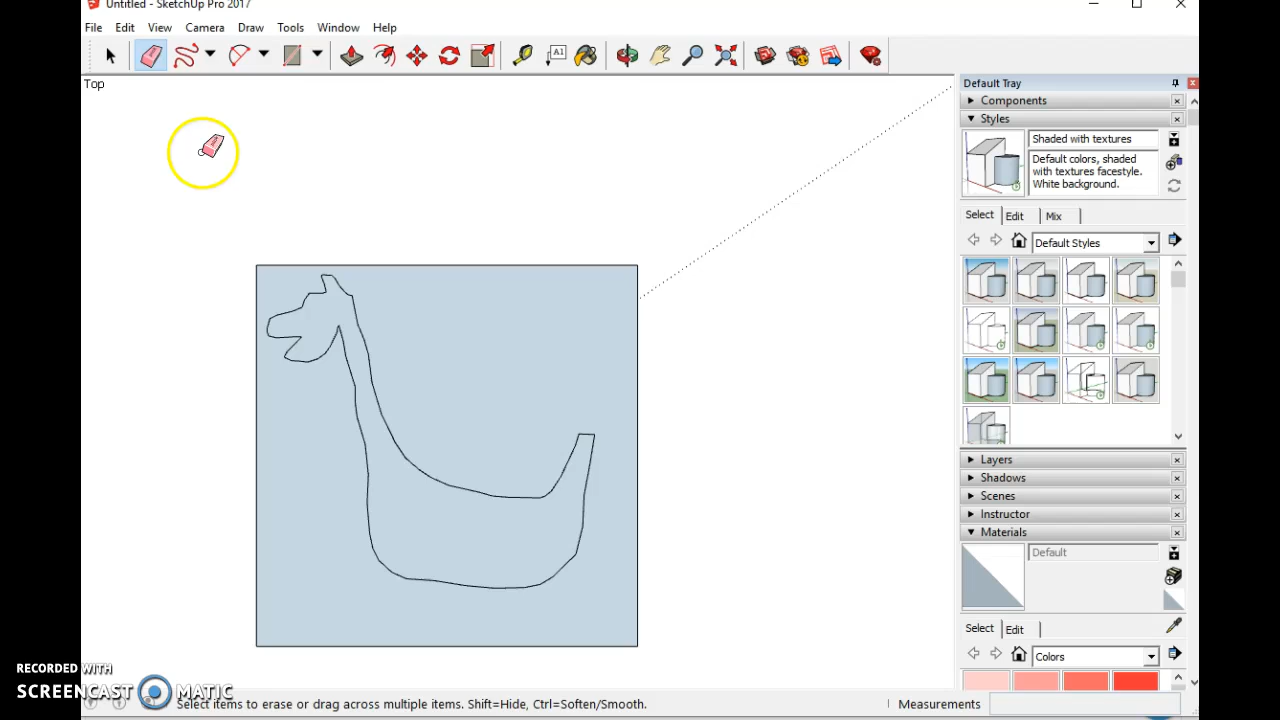 Untitled - SketchUp Pro 2017
File Edit View Camera Draw Tools Window Help
A1
Top
Default Tray
Components
Styles
Shaded with textures
Default colors, shaded
with textures facestyle.
White background.
Select Edit Mix
Default Styles
Layers
Shadows
Scenes
Instructor
Materials
Default
Select Edit
Colors
RECORDED WITH
SCREENCAST MATIC
Select items to erase or drag across multiple items. Shift=Hide, Ctrl=Soften/Smooth.
Measurements